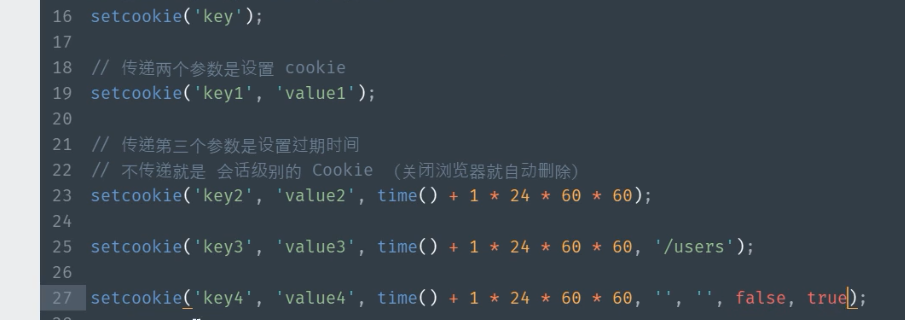 16 setcookie('key');
17
18 // 传递两个参数是设置 cookie
19 setcookie('key1', 'value1');
20
21 // 传递第三个参数是设置过期时间
22 // 不传递就是 会话级别的 Cookie （关闭浏览器就自动删除）
23 setcookie('key2', 'value2', time() + 1 * 24 * 60 * 60);
24
25 setcookie('key3', 'value3', time() + 1 * 24 * 60 * 60, '/users');
26
27 setcookie('key4', 'value4', time() + 1 * 24 * 60 * 60, '', '', false, true);